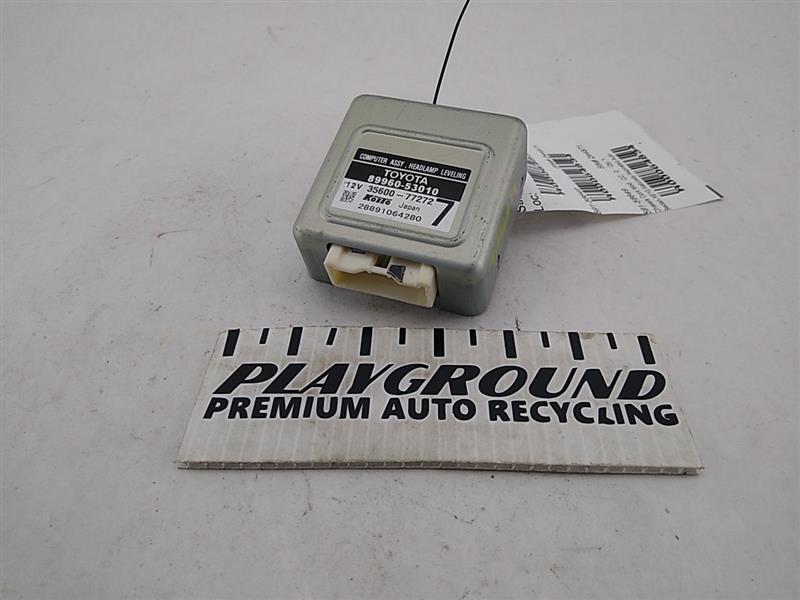 COMPUTER ASSY, HEADLAMP LEVELING
TOYOTA
89960-53010
12V 35600-77272
Koito Japan 7
28891064280
PLAYGROUND
PREMIUM AUTO RECYCLING